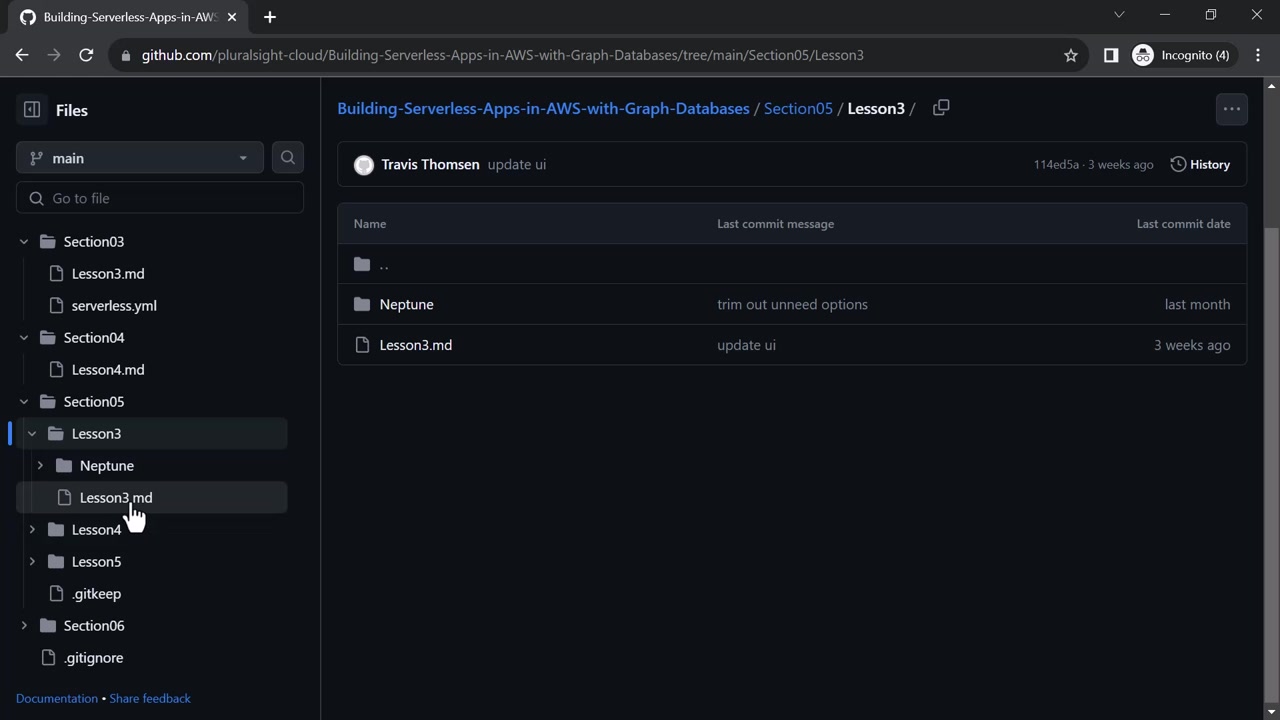 Building-Serverless-Apps-in-AWS
Incognito (4)
github.com/pluralsight-cloud/Building-Serverless-Apps-in-AWS-with-Graph-Databases/tree/main/Section05/Lesson3
Files
main
Go to file
Section03
Lesson3.md
serverless.yml
Section04
Lesson4.md
Section05
Lesson3
Neptune
Lesson3.md
Lesson4
Lesson5
.gitkeep
Section06
.gitignore
Documentation • Share feedback
Building-Serverless-Apps-in-AWS-with-Graph-Databases / Section05 / Lesson3 /
Travis Thomsen update ui 114ed5a · 3 weeks ago History
Name Last commit message Last commit date
..
Neptune trim out unneed options last month
Lesson3.md update ui 3 weeks ago